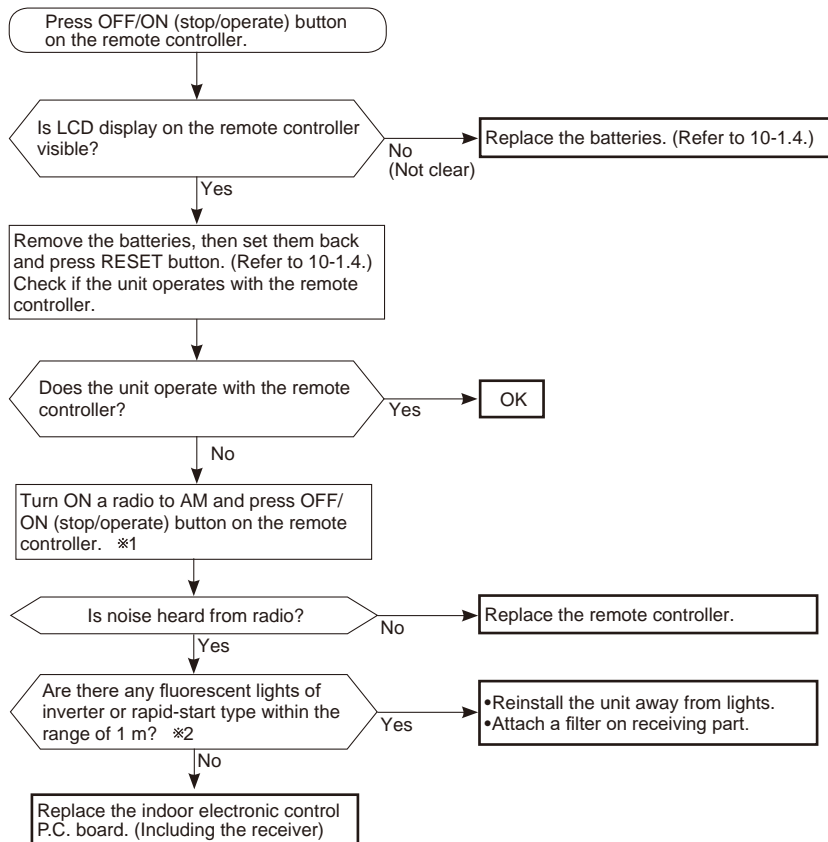 Press OFF/ON (stop/operate) button
on the remote controller.
Is LCD display on the remote controller
visible?
No
(Not clear)
Replace the batteries. (Refer to 10-1.4.)
Yes
Remove the batteries, then set them back
and press RESET button. (Refer to 10-1.4.)
Check if the unit operates with the remote
controller.
Does the unit operate with the remote
controller?
Yes
OK
No
Turn ON a radio to AM and press OFF/
ON (stop/operate) button on the remote
controller. ※1
Is noise heard from radio?
No
Replace the remote controller.
Yes
Are there any fluorescent lights of
inverter or rapid-start type within the
range of 1 m? ※2
Yes
•Reinstall the unit away from lights.
•Attach a filter on receiving part.
No
Replace the indoor electronic control
P.C. board. (Including the receiver)